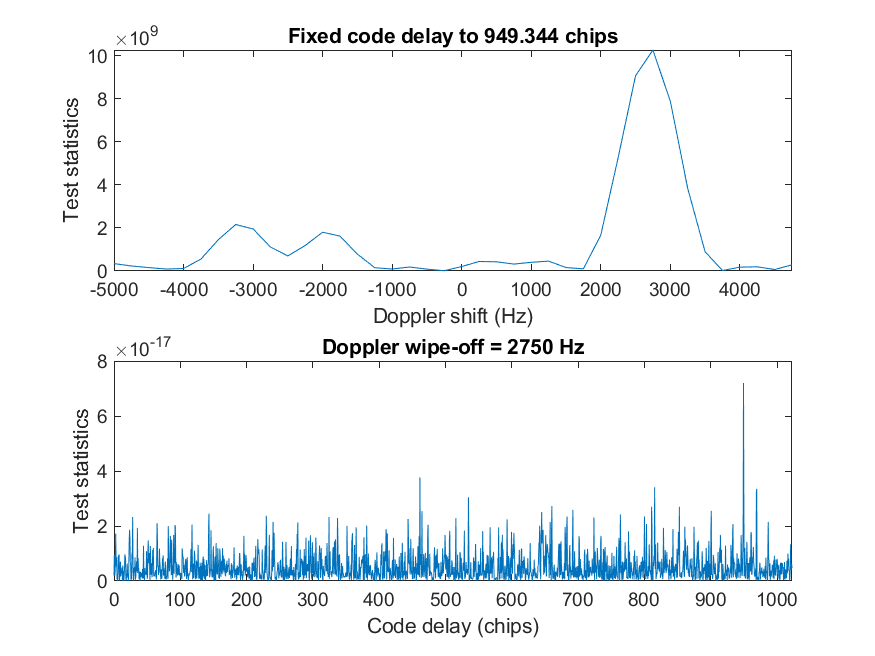 ×10^9
Fixed code delay to 949.344 chips
10
8
6
4
2
0
Test statistics
-5000 -4000 -3000 -2000 -1000 0 1000 2000 3000 4000
Doppler shift (Hz)
×10^-17
Doppler wipe-off = 2750 Hz
8
6
4
2
0
Test statistics
0 100 200 300 400 500 600 700 800 900 1000
Code delay (chips)